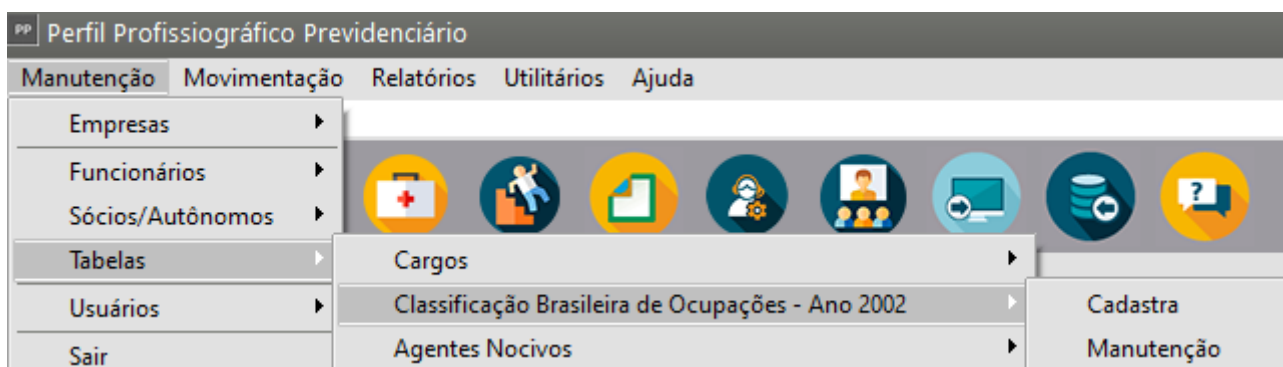 PP Perfil Profissiográfico Previdenciário
Manutenção Movimentação Relatórios Utilitários Ajuda
Empresas
Funcionários
Sócios/Autônomos
Tabelas
Usuários
Sair
Cargos
Classificação Brasileira de Ocupações - Ano 2002
Agentes Nocivos
Cadastra
Manutenção
?